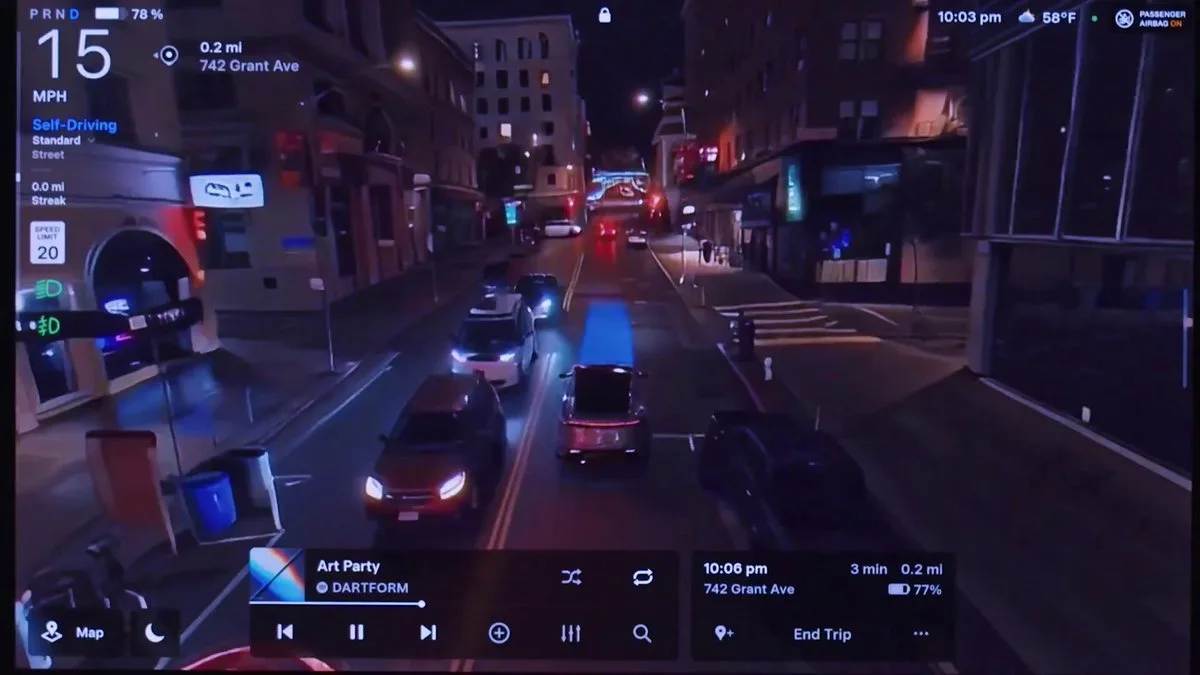 P R N D
78 %
10:03 pm
58°F
PASSENGER
AIRBAG ON
15
MPH
0.2 mi
742 Grant Ave
Self-Driving
Standard
Street
0.0 mi
Streak
SPEED
LIMIT
20
Art Party
DARTFORM
10:06 pm
3 min
0.2 mi
742 Grant Ave
77%
Map
End Trip